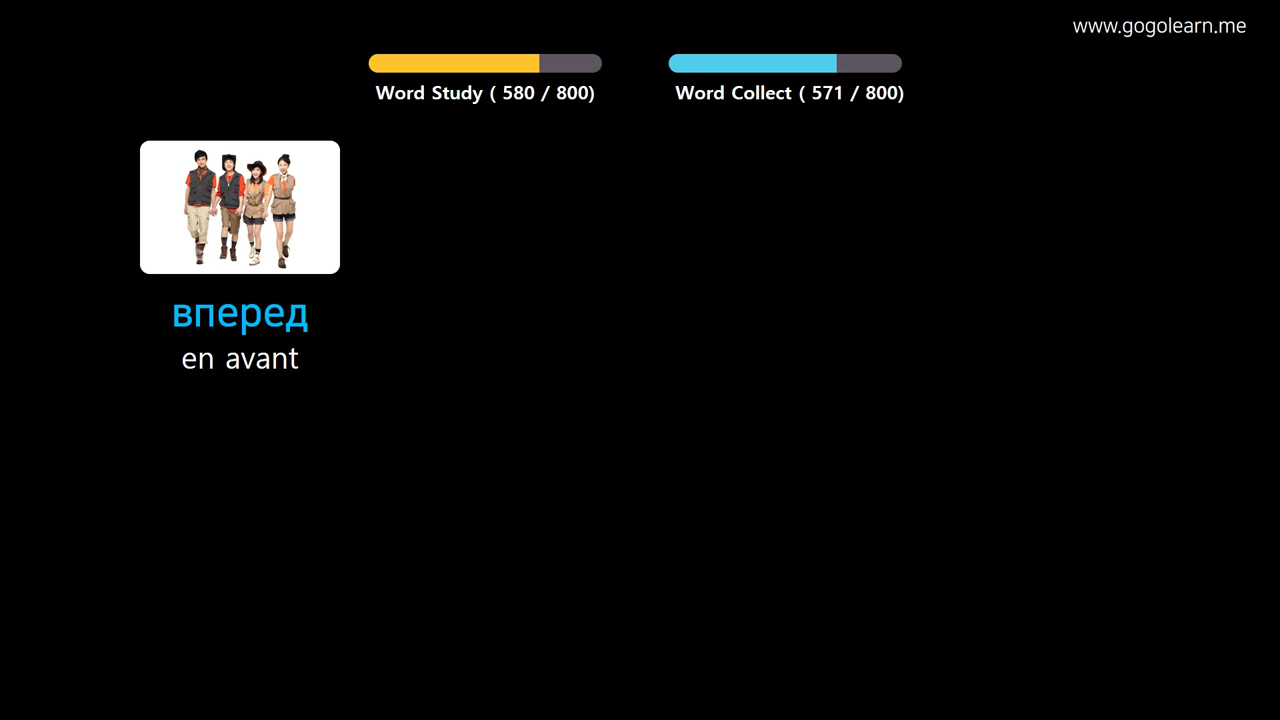 www.gogolearn.me
Word Study ( 580 / 800)
Word Collect ( 571 / 800)
вперед
en avant